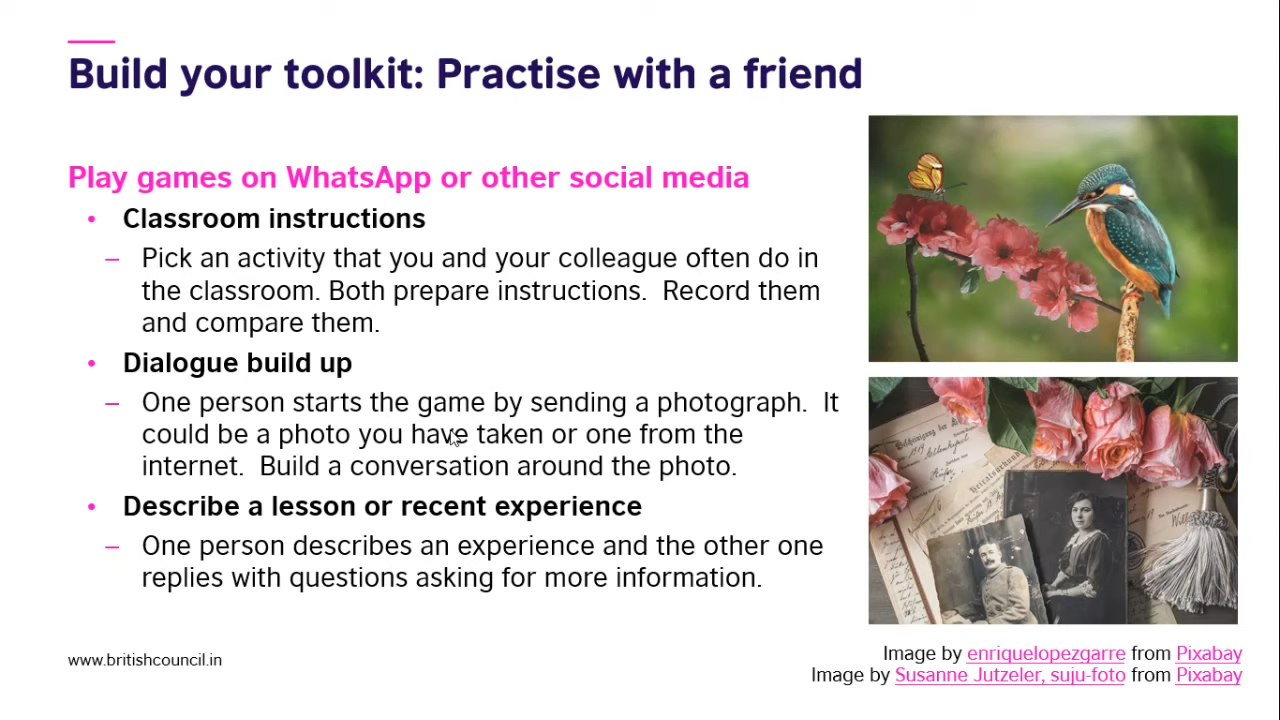 Build your toolkit: Practise with a friend
Play games on WhatsApp or other social media
• Classroom instructions
– Pick an activity that you and your colleague often do in
the classroom. Both prepare instructions.  Record them
and compare them.
• Dialogue build up
– One person starts the game by sending a photograph.  It
could be a photo you have taken or one from the
internet.  Build a conversation around the photo.
• Describe a lesson or recent experience
– One person describes an experience and the other one
replies with questions asking for more information.
www.britishcouncil.in
Image by enriquelopezgarre from Pixabay
Image by Susanne Jutzeler, suju-foto from Pixabay